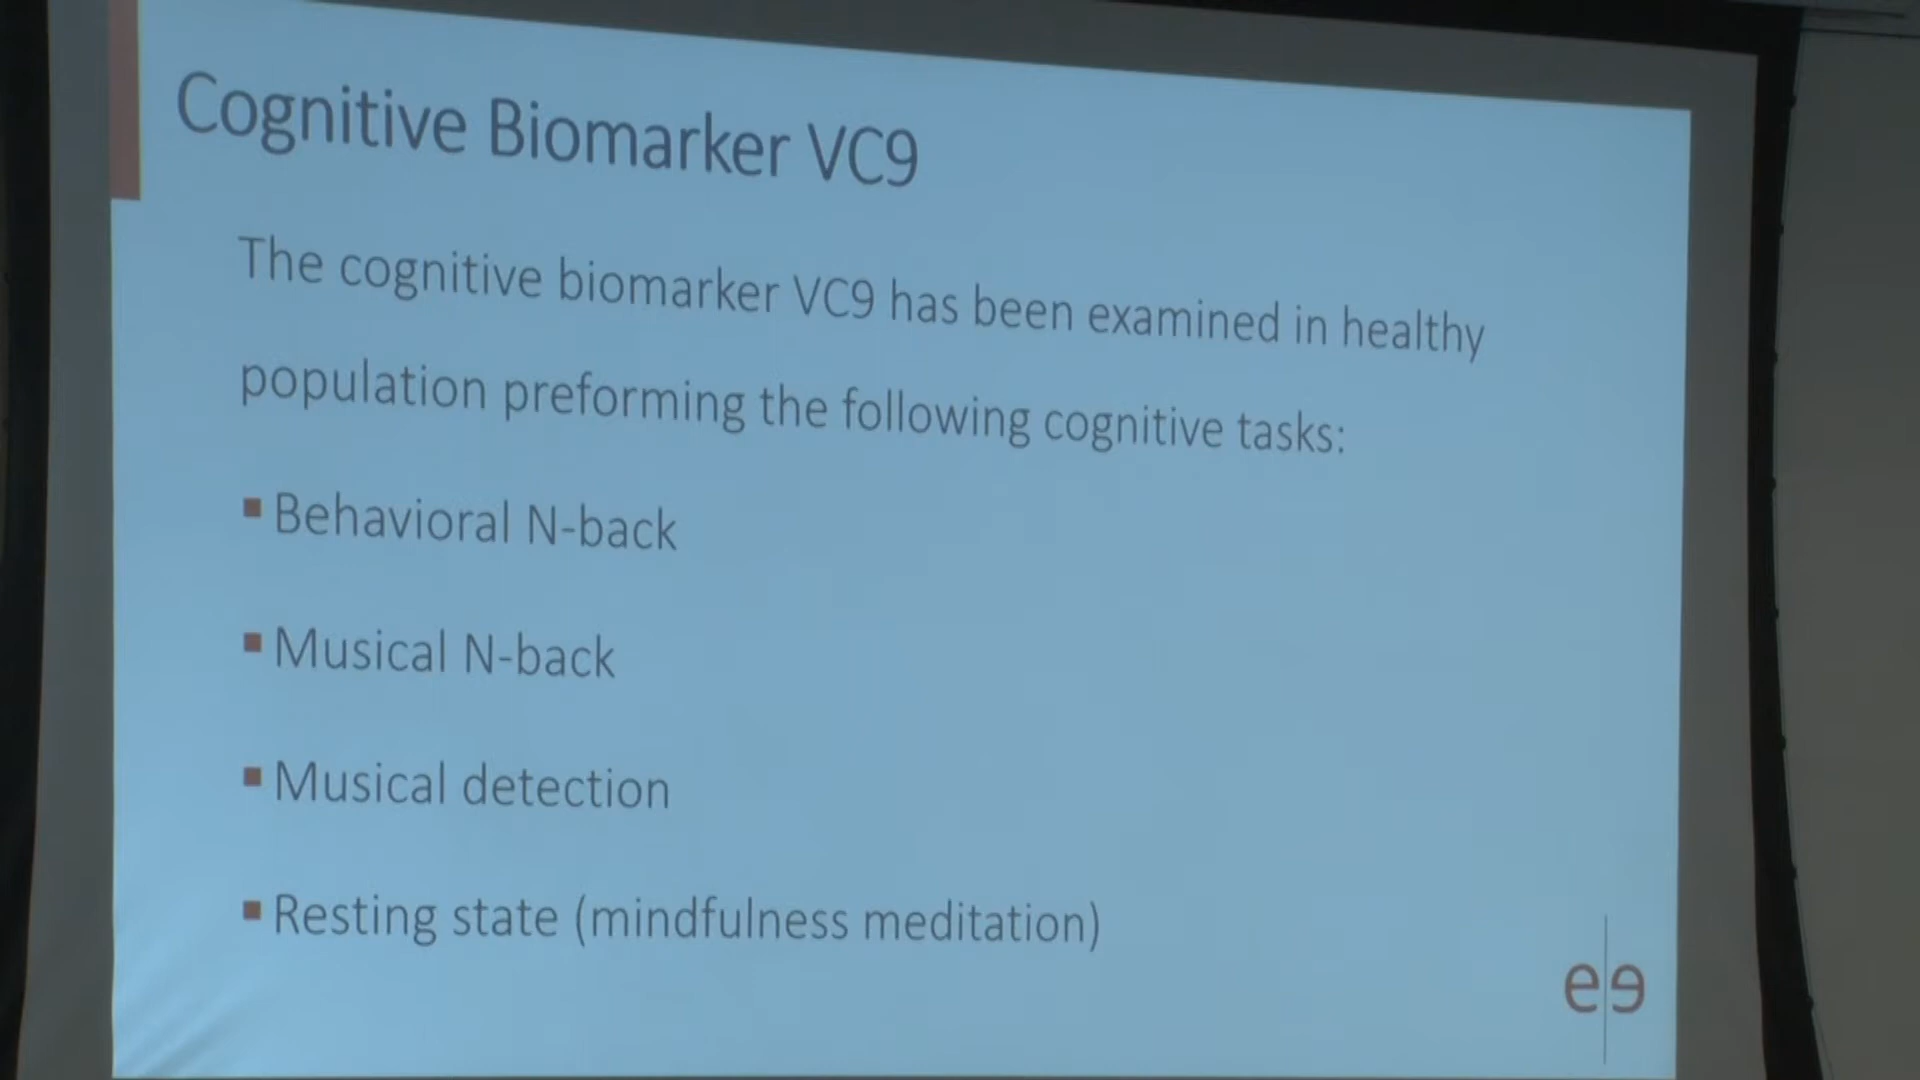 Cognitive Biomarker VC9
The cognitive biomarker VC9 has been examined in healthy
population preforming the following cognitive tasks:
▪ Behavioral N-back
▪ Musical N-back
▪ Musical detection
▪ Resting state (mindfulness meditation)
e|ɘ